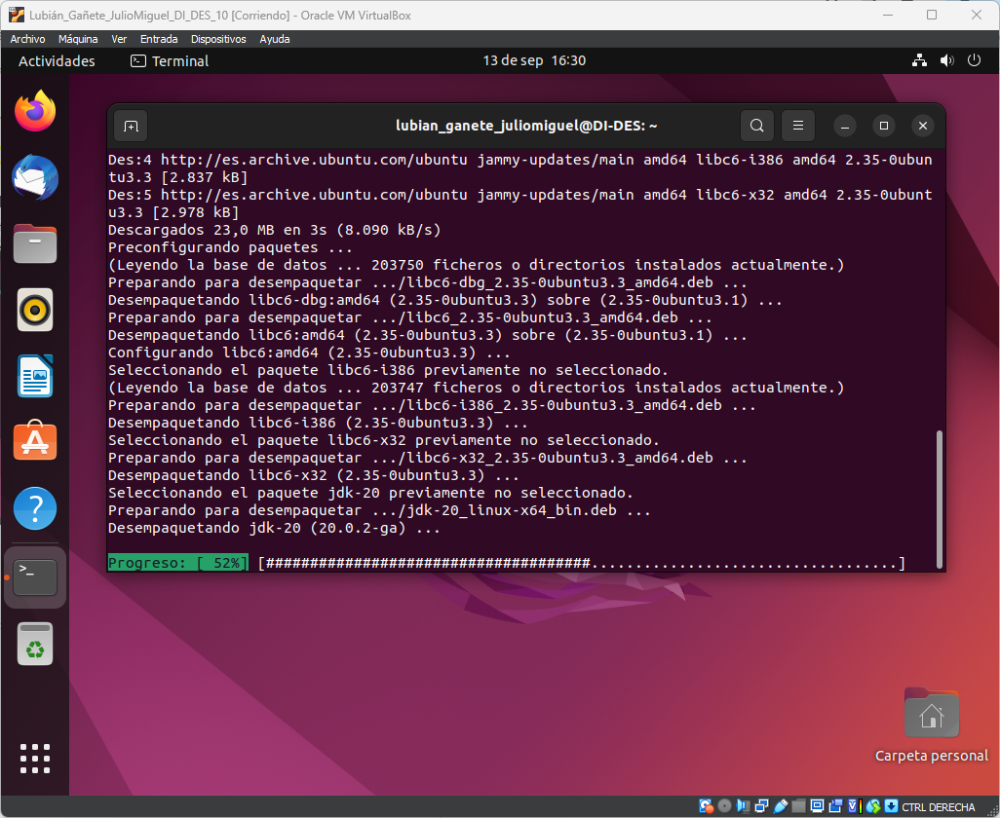 Lubián_Gañete_JulioMiguel_DI_DES_10 [Corriendo] - Oracle VM VirtualBox
Archivo Máquina Ver Entrada Dispositivos Ayuda
Actividades Terminal 13 de sep 16:30
lubian_ganete_juliomiguel@DI-DES: ~
Des:4 http://es.archive.ubuntu.com/ubuntu jammy-updates/main amd64 libc6-i386 amd64 2.35-0ubun
tu3.3 [2.837 kB]
Des:5 http://es.archive.ubuntu.com/ubuntu jammy-updates/main amd64 libc6-x32 amd64 2.35-0ubunt
u3.3 [2.978 kB]
Descargados 23,0 MB en 3s (8.090 kB/s)
Preconfigurando paquetes ...
(Leyendo la base de datos ... 203750 ficheros o directorios instalados actualmente.)
Preparando para desempaquetar .../libc6-dbg_2.35-0ubuntu3.3_amd64.deb ...
Desempaquetando libc6-dbg:amd64 (2.35-0ubuntu3.3) sobre (2.35-0ubuntu3.1) ...
Preparando para desempaquetar .../libc6_2.35-0ubuntu3.3_amd64.deb ...
Desempaquetando libc6:amd64 (2.35-0ubuntu3.3) sobre (2.35-0ubuntu3.1) ...
Configurando libc6:amd64 (2.35-0ubuntu3.3) ...
Seleccionando el paquete libc6-i386 previamente no seleccionado.
(Leyendo la base de datos ... 203747 ficheros o directorios instalados actualmente.)
Preparando para desempaquetar .../libc6-i386_2.35-0ubuntu3.3_amd64.deb ...
Desempaquetando libc6-i386 (2.35-0ubuntu3.3) ...
Seleccionando el paquete libc6-x32 previamente no seleccionado.
Preparando para desempaquetar .../libc6-x32_2.35-0ubuntu3.3_amd64.deb ...
Desempaquetando libc6-x32 (2.35-0ubuntu3.3) ...
Seleccionando el paquete jdk-20 previamente no seleccionado.
Preparando para desempaquetar .../jdk-20_linux-x64_bin.deb ...
Desempaquetando jdk-20 (20.0.2-ga) ...
Progreso: [ 52%] [#####################################...................................]
Carpeta personal
CTRL DERECHA